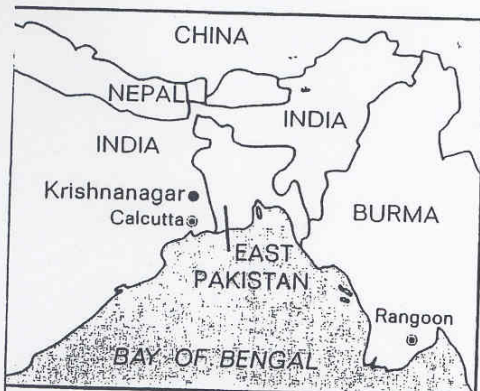 CHINA
NEPAL
INDIA
INDIA
Krishnanagar
Calcutta
BURMA
EAST
PAKISTAN
Rangoon
BAY OF BENGAL